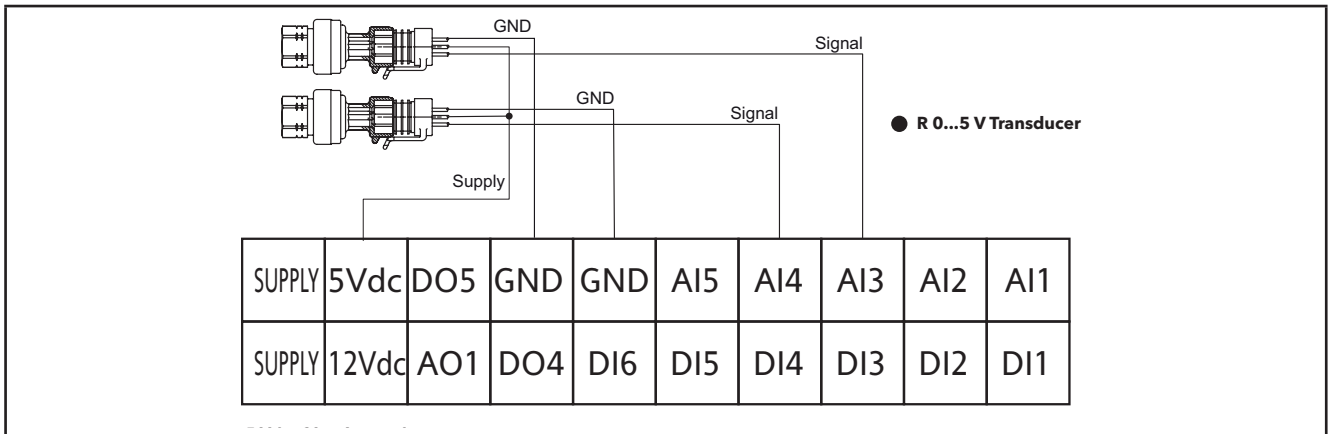 GND
Signal
GND
Signal
● R 0...5 V Transducer
Supply
SUPPLY 5Vdc DO5 GND GND AI5 AI4 AI3 AI2 AI1
SUPPLY 12Vdc AO1 DO4 DI6 DI5 DI4 DI3 DI2 DI1